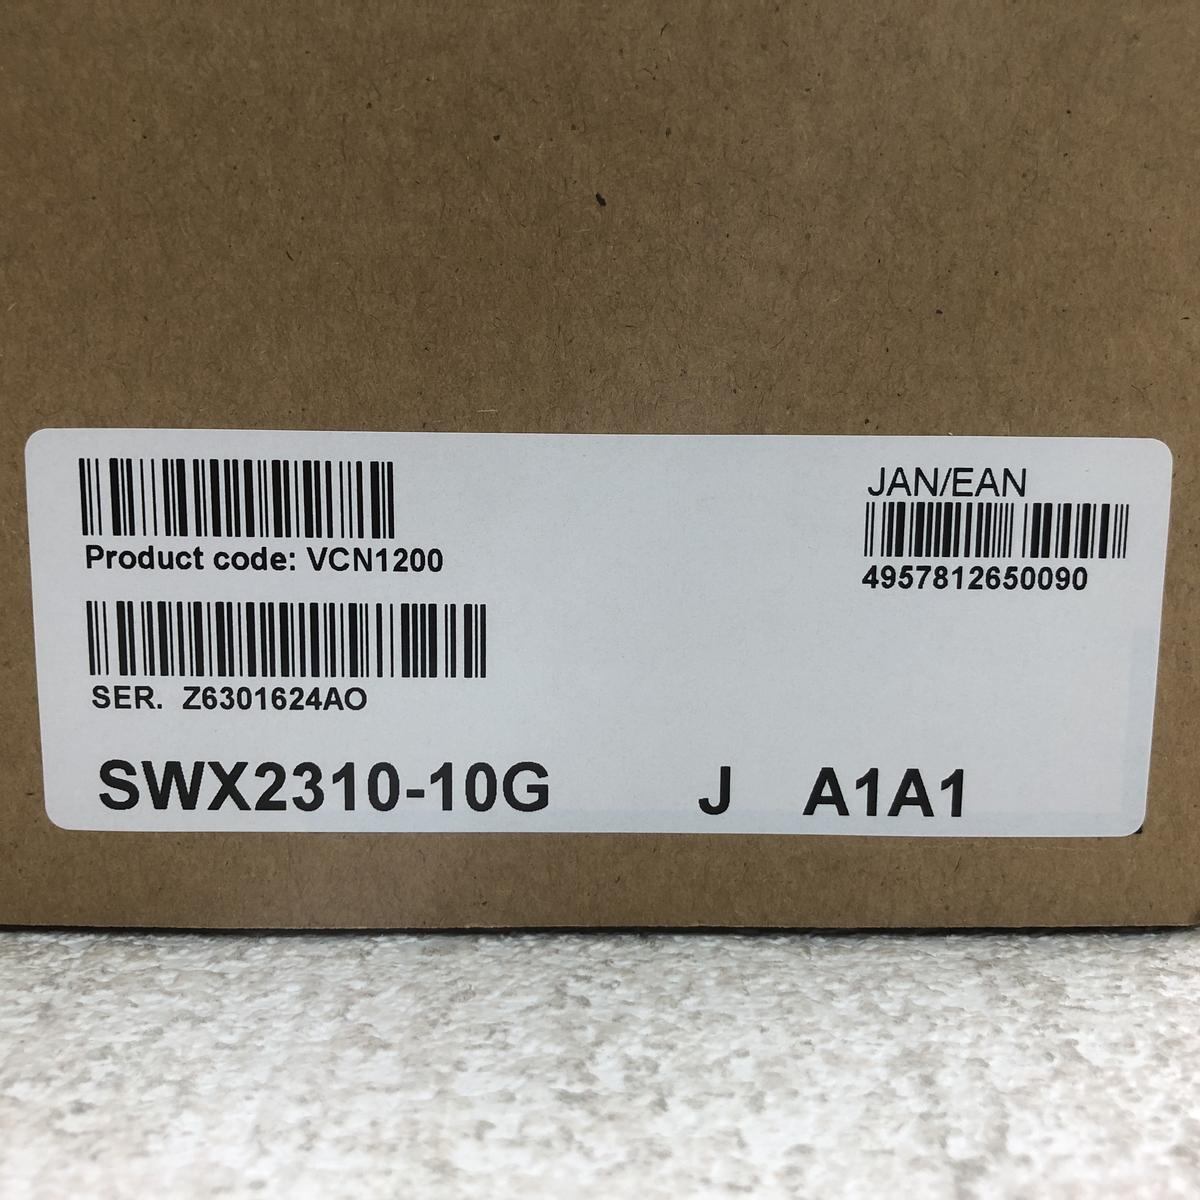 Product code: VCN1200
JAN/EAN
4957812650090
SER. Z6301624AO
SWX2310-10G J A1A1